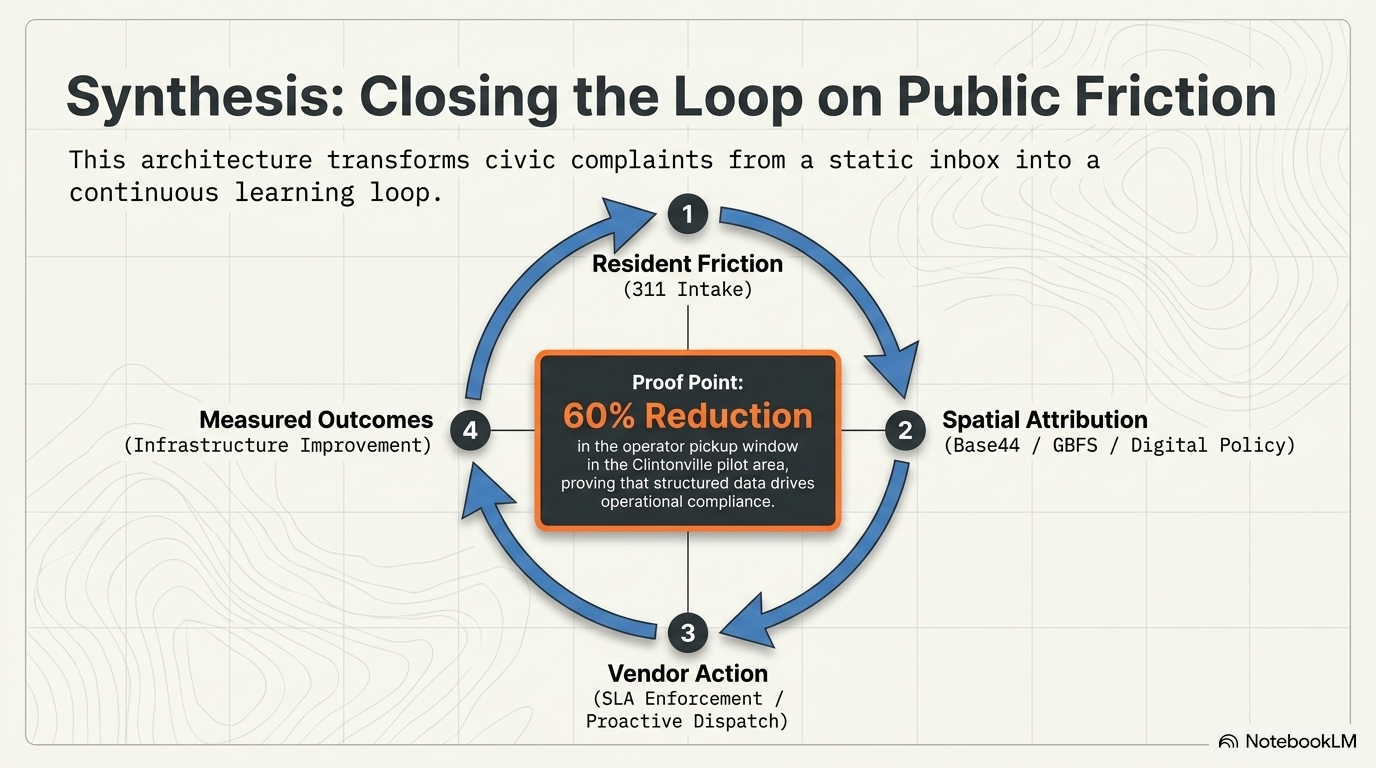 Synthesis: Closing the Loop on Public Friction
This architecture transforms civic complaints from a static inbox into a
continuous learning loop.
1
Resident Friction
(311 Intake)
2
Spatial Attribution
(Base44 / GBFS / Digital Policy)
3
Vendor Action
(SLA Enforcement /
Proactive Dispatch)
4
Measured Outcomes
(Infrastructure Improvement)
Proof Point:
60% Reduction
in the operator pickup window
in the Clintonville pilot area,
proving that structured data drives
operational compliance.
NotebookLM